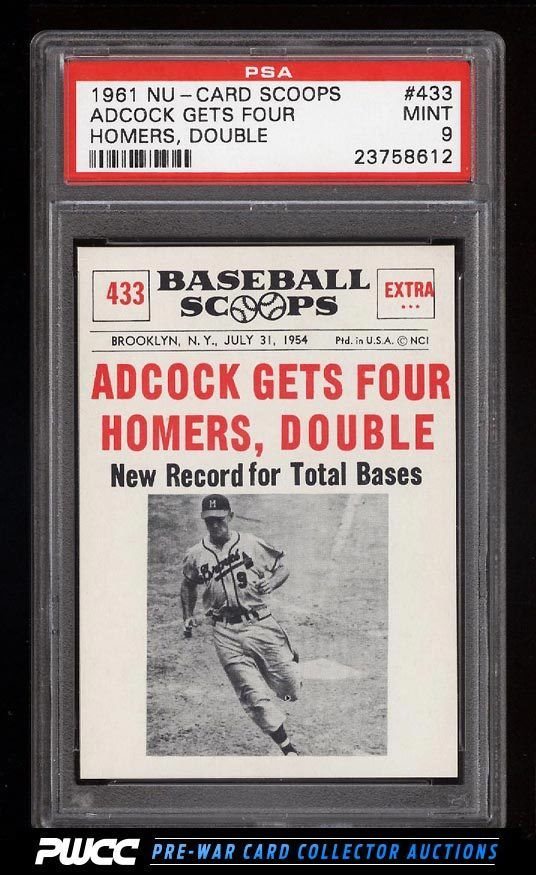 PSA
1961 NU-CARD SCOOPS #433
ADCOCK GETS FOUR MINT
HOMERS, DOUBLE 9
23758612
433 BASEBALL SCOOPS EXTRA
BROOKLYN, N.Y., JULY 31, 1954 Ptd. in U.S.A. © NCI
ADCOCK GETS FOUR
HOMERS, DOUBLE
New Record for Total Bases
M
Braves
9
PWCC PRE-WAR CARD COLLECTOR AUCTIONS